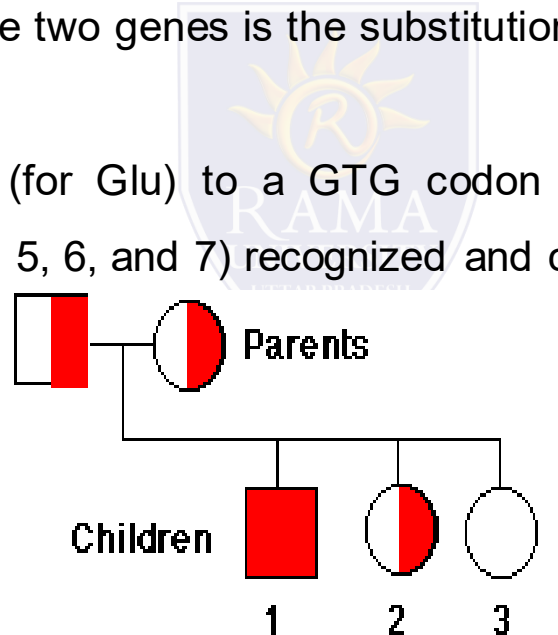 e two genes is the substitution
(for Glu) to a GTG codon
5, 6, and 7) recognized and
RAMA
Parents
Children
1 2 3